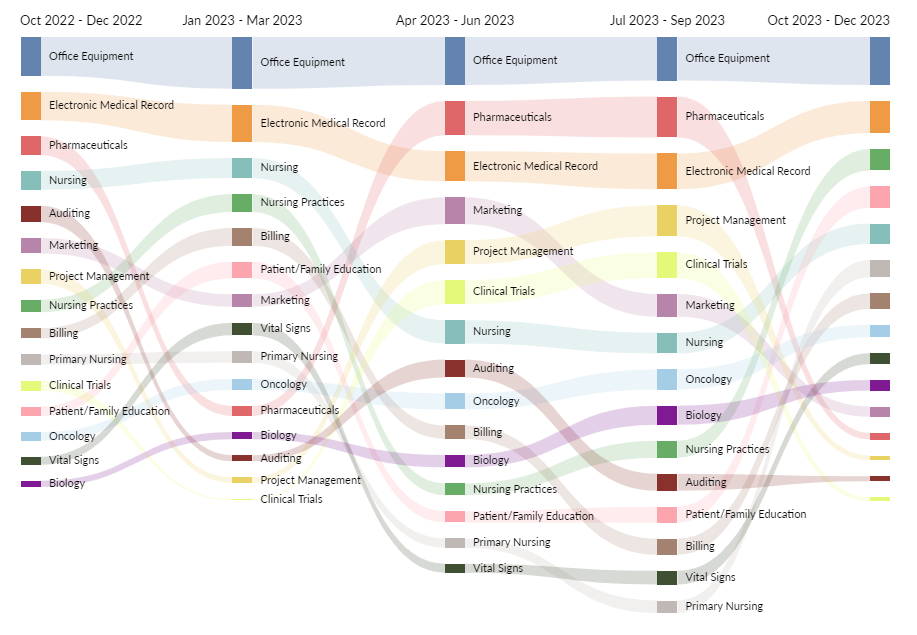 Oct 2022 - Dec 2022
Jan 2023 - Mar 2023
Apr 2023 - Jun 2023
Jul 2023 - Sep 2023
Oct 2023 - Dec 2023
Office Equipment
Electronic Medical Record
Pharmaceuticals
Nursing
Auditing
Marketing
Project Management
Nursing Practices
Billing
Primary Nursing
Clinical Trials
Patient/Family Education
Oncology
Vital Signs
Biology
Office Equipment
Electronic Medical Record
Nursing
Nursing Practices
Billing
Patient/Family Education
Marketing
Vital Signs
Primary Nursing
Oncology
Pharmaceuticals
Biology
Auditing
Project Management
Clinical Trials
Office Equipment
Pharmaceuticals
Electronic Medical Record
Marketing
Project Management
Clinical Trials
Nursing
Auditing
Oncology
Billing
Biology
Nursing Practices
Patient/Family Education
Primary Nursing
Vital Signs
Office Equipment
Pharmaceuticals
Electronic Medical Record
Project Management
Clinical Trials
Marketing
Nursing
Oncology
Biology
Nursing Practices
Auditing
Patient/Family Education
Billing
Vital Signs
Primary Nursing